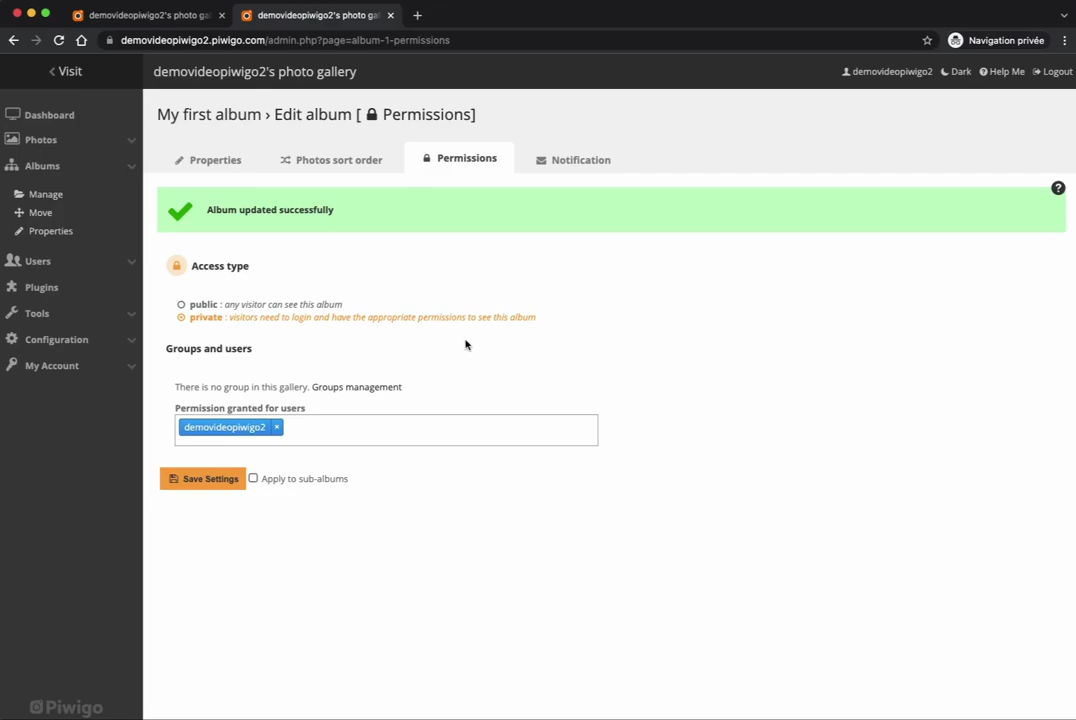 demovideopiwigo2's photo gal
demovideopiwigo2's photo gal
demovideopiwigo2.piwigo.com/admin.php?page=album-1-permissions
Navigation privée
Visit
demovideopiwigo2's photo gallery
demovideopiwigo2
Dark
Help Me
Logout
Dashboard
Photos
Albums
Manage
Move
Properties
Users
Plugins
Tools
Configuration
My Account
Piwigo
My first album › Edit album [ Permissions]
Properties
Photos sort order
Permissions
Notification
Album updated successfully
Access type
public : any visitor can see this album
private : visitors need to login and have the appropriate permissions to see this album
Groups and users
There is no group in this gallery. Groups management
Permission granted for users
demovideopiwigo2 ×
Save Settings
Apply to sub-albums